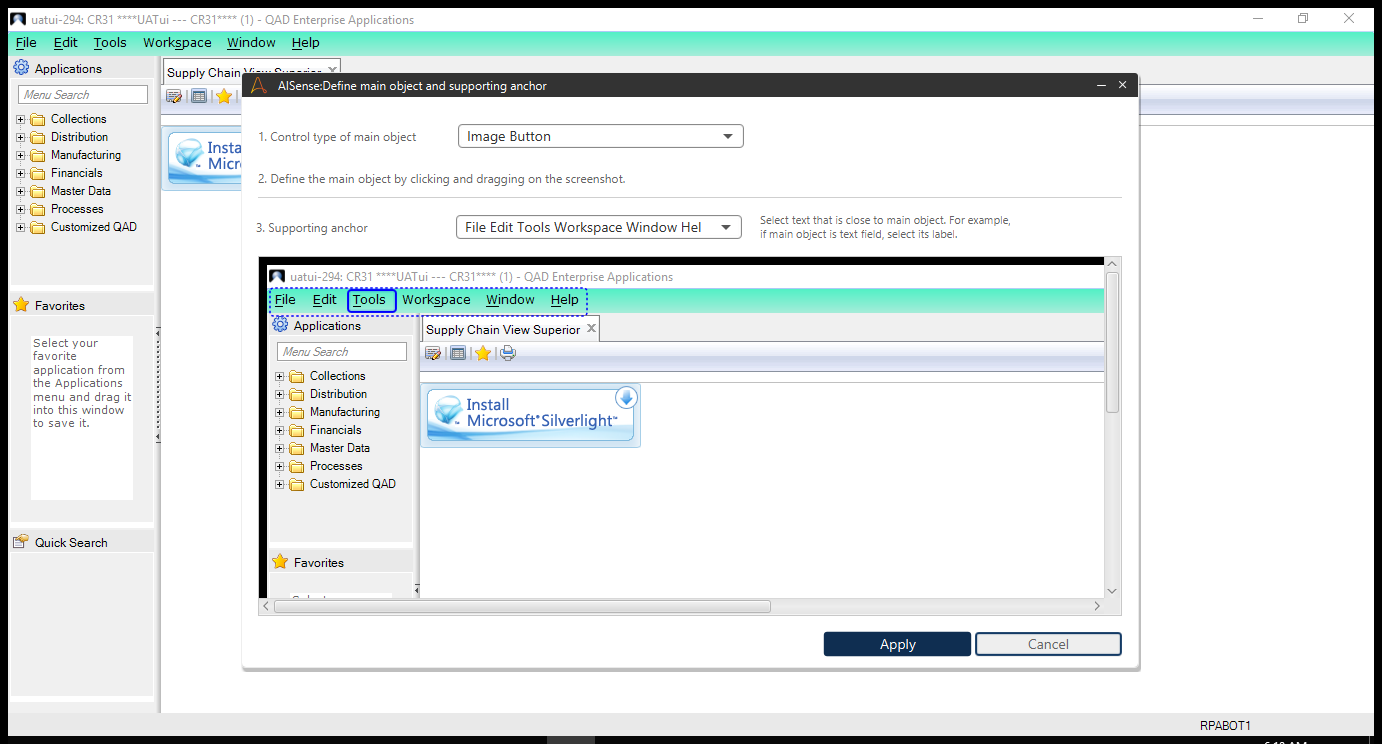 uatui-294: CR31 ****UATui --- CR31**** (1) - QAD Enterprise Applications
File Edit Tools Workspace Window Help
Applications
Menu Search
Collections
Distribution
Manufacturing
Financials
Master Data
Processes
Customized QAD
Favorites
Select your
favorite
application from
the Applications
menu and drag it
into this window
to save it.
Quick Search
Supply Chain View Superior
Insta
Micro
AISense:Define main object and supporting anchor
1. Control type of main object
Image Button
2. Define the main object by clicking and dragging on the screenshot.
3. Supporting anchor
File Edit Tools Workspace Window Hel
Select text that is close to main object. For example,
if main object is text field, select its label.
uatui-294: CR31 ****UATui --- CR31**** (1) - QAD Enterprise Applications
File Edit Tools Workspace Window Help
Applications
Menu Search
Collections
Distribution
Manufacturing
Financials
Master Data
Processes
Customized QAD
Favorites
Supply Chain View Superior
Install
Microsoft® Silverlight™
Apply
Cancel
RPABOT1